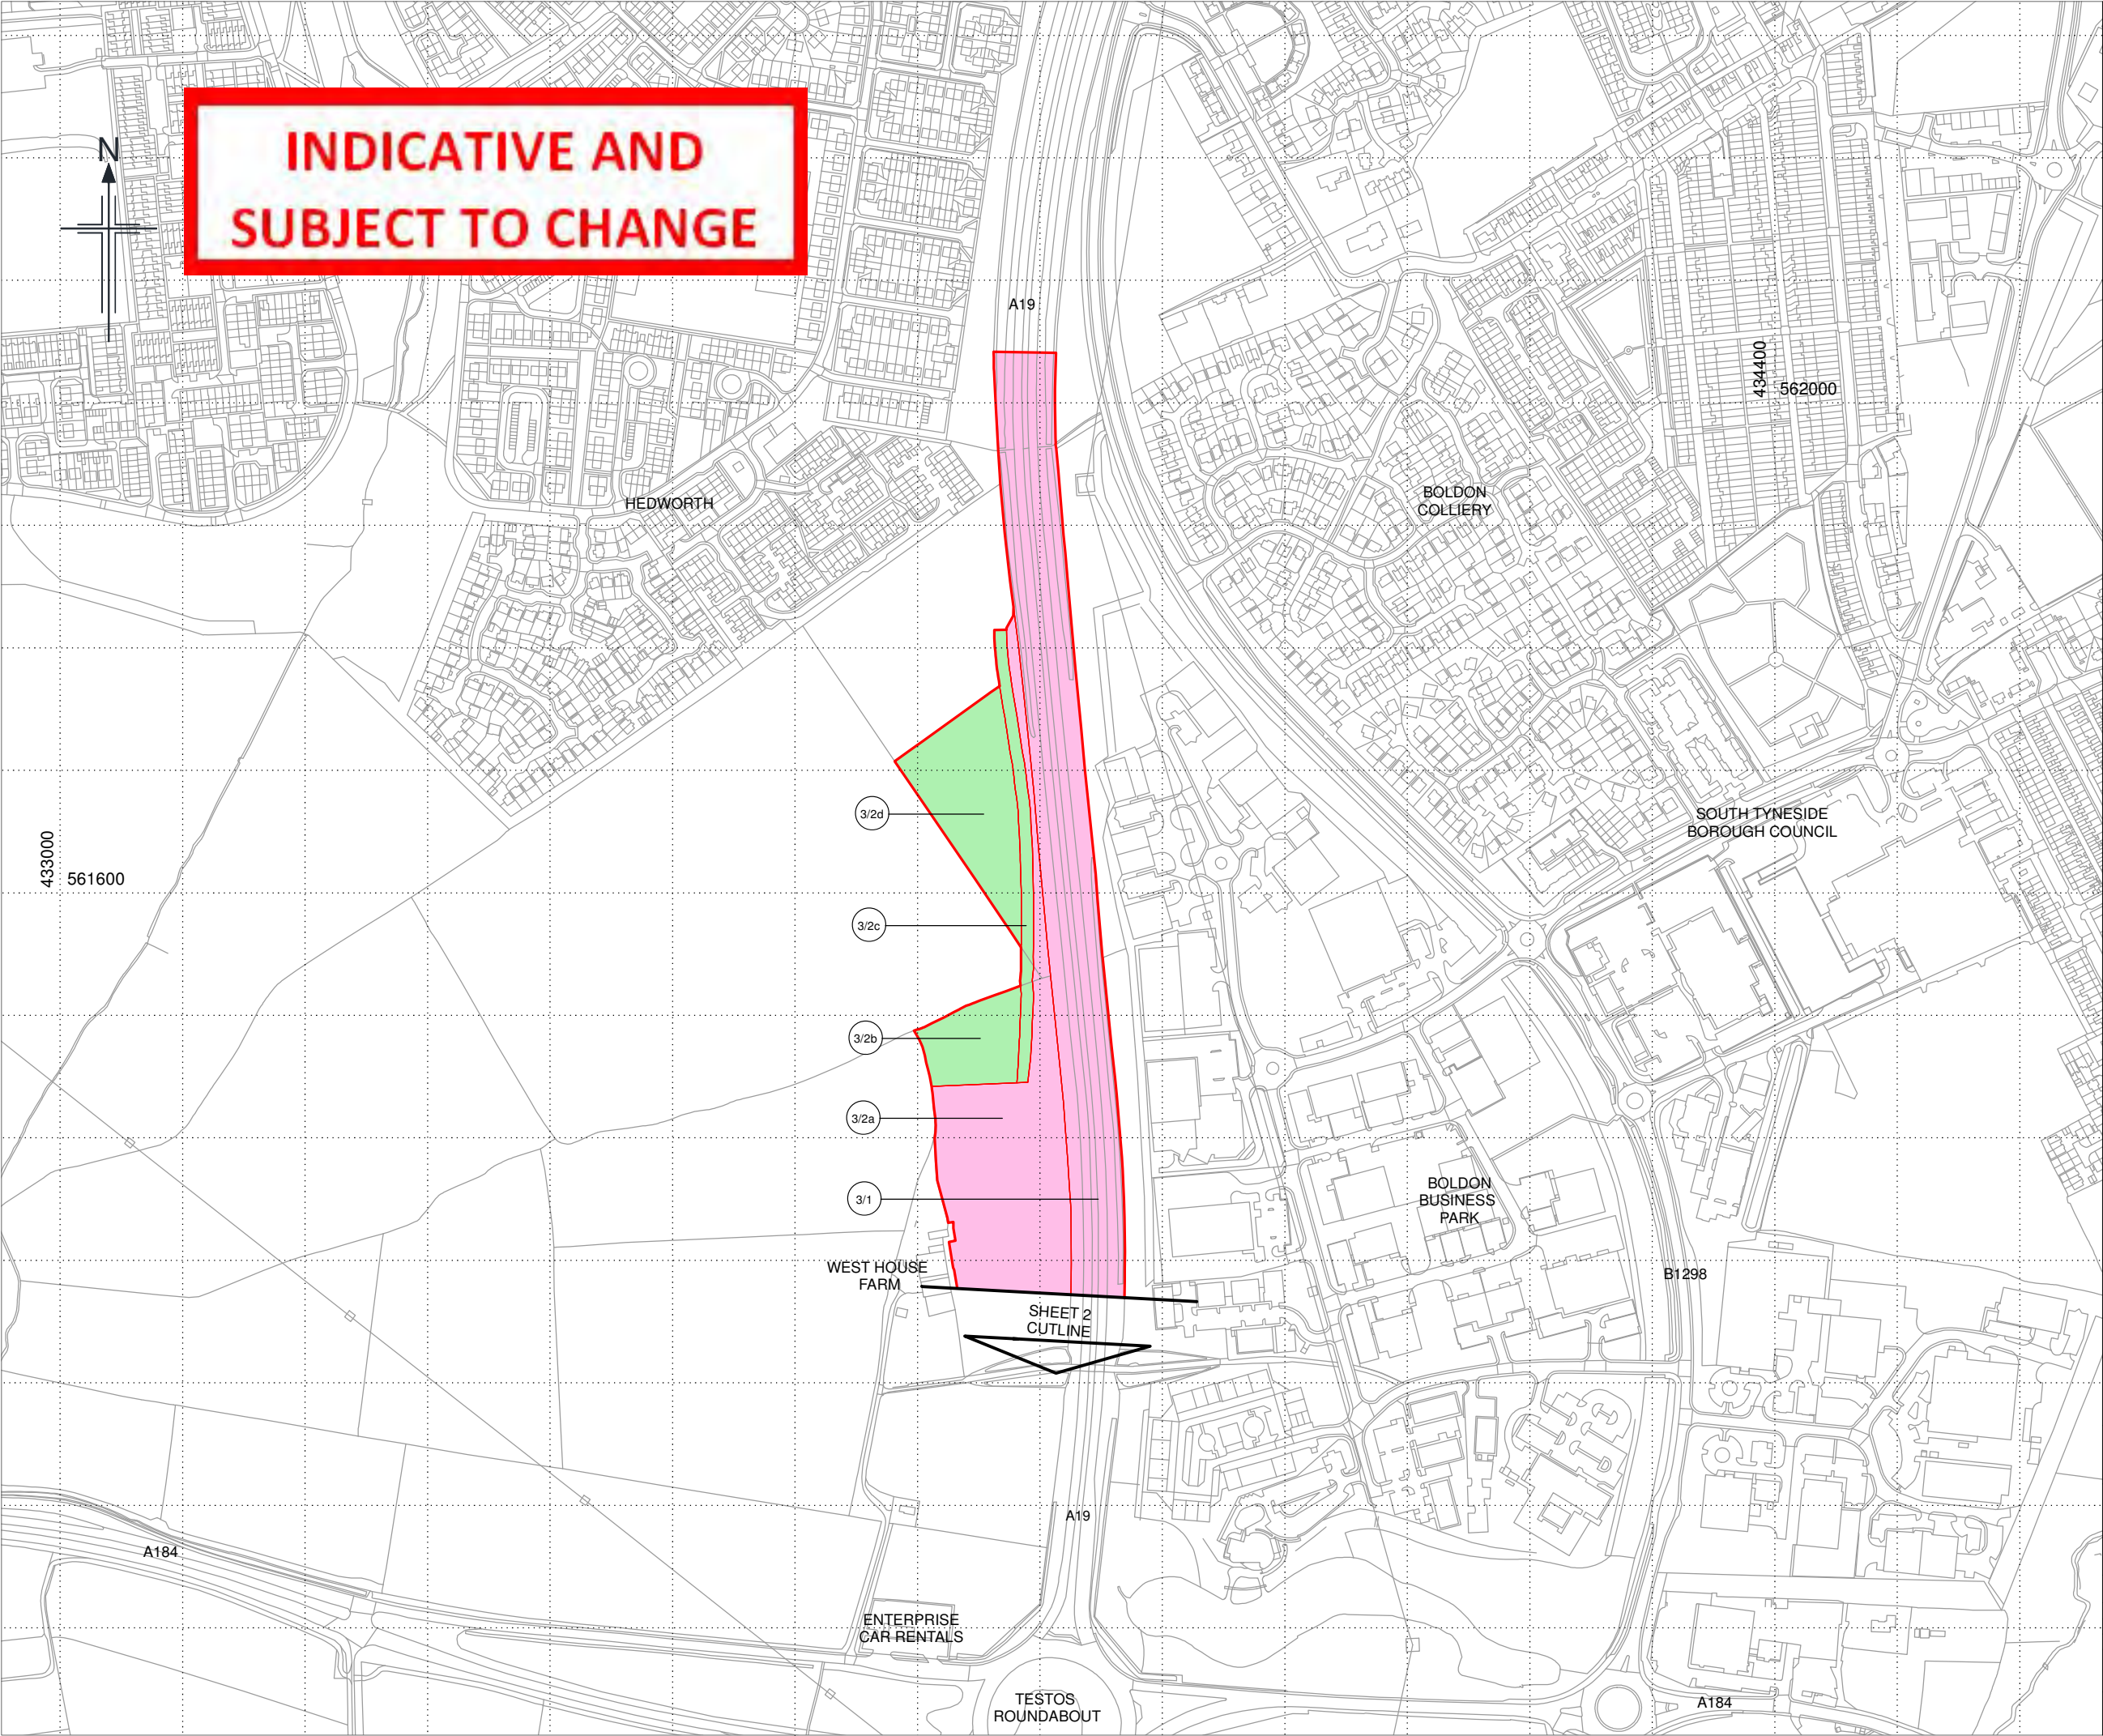 INDICATIVE AND
SUBJECT TO CHANGE
N
A19
434400
562000
HEDWORTH
BOLDON
COLLIERY
SOUTH TYNESIDE
BOROUGH COUNCIL
3/2d
433000
561600
3/2c
3/2b
3/2a
3/1
BOLDON
BUSINESS
PARK
WEST HOUSE
FARM
B1298
SHEET 2
CUTLINE
A19
A184
ENTERPRISE
CAR RENTALS
TESTOS
ROUNDABOUT
A184